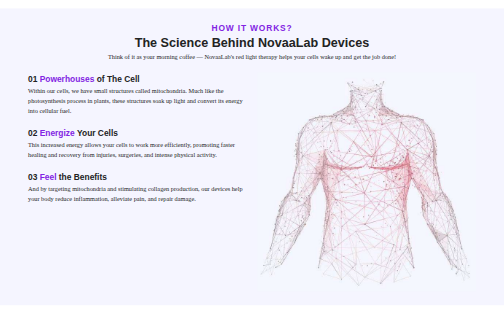 HOW IT WORKS?
The Science Behind NovaaLab Devices
Think of it as your morning coffee — NovaaLab's red light therapy helps your cells wake up and get the job done!
01 Powerhouses of The Cell
Within our cells, we have small structures called mitochondria. Much like the
photosynthesis process in plants, these structures soak up light and convert its energy
into cellular fuel.
02 Energize Your Cells
This increased energy allows your cells to work more efficiently, promoting faster
healing and recovery from injuries, surgeries, and intense physical activity.
03 Feel the Benefits
And by targeting mitochondria and stimulating collagen production, our devices help
your body reduce inflammation, alleviate pain, and repair damage.